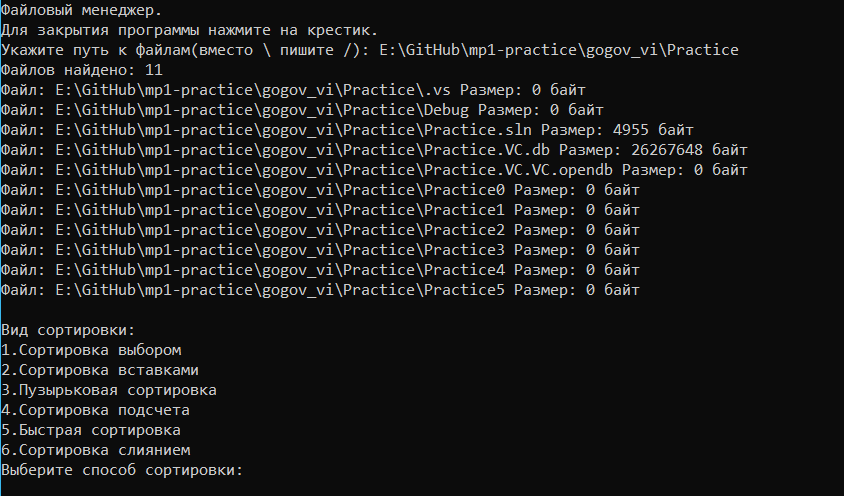 Файловый менеджер.
Для закрытия программы нажмите на крестик.
Укажите путь к файлам(вместо \ пишите /): E:\GitHub\mp1-practice\gogov_vi\Practice
Файлов найдено: 11
Файл: E:\GitHub\mp1-practice\gogov_vi\Practice\.vs Размер: 0 байт
Файл: E:\GitHub\mp1-practice\gogov_vi\Practice\Debug Размер: 0 байт
Файл: E:\GitHub\mp1-practice\gogov_vi\Practice\Practice.sln Размер: 4955 байт
Файл: E:\GitHub\mp1-practice\gogov_vi\Practice\Practice.VC.db Размер: 26267648 байт
Файл: E:\GitHub\mp1-practice\gogov_vi\Practice\Practice.VC.VC.opendb Размер: 0 байт
Файл: E:\GitHub\mp1-practice\gogov_vi\Practice\Practice0 Размер: 0 байт
Файл: E:\GitHub\mp1-practice\gogov_vi\Practice\Practice1 Размер: 0 байт
Файл: E:\GitHub\mp1-practice\gogov_vi\Practice\Practice2 Размер: 0 байт
Файл: E:\GitHub\mp1-practice\gogov_vi\Practice\Practice3 Размер: 0 байт
Файл: E:\GitHub\mp1-practice\gogov_vi\Practice\Practice4 Размер: 0 байт
Файл: E:\GitHub\mp1-practice\gogov_vi\Practice\Practice5 Размер: 0 байт
Вид сортировки:
1.Сортировка выбором
2.Сортировка вставками
3.Пузырьковая сортировка
4.Сортировка подсчета
5.Быстрая сортировка
6.Сортировка слиянием
Выберите способ сортировки: